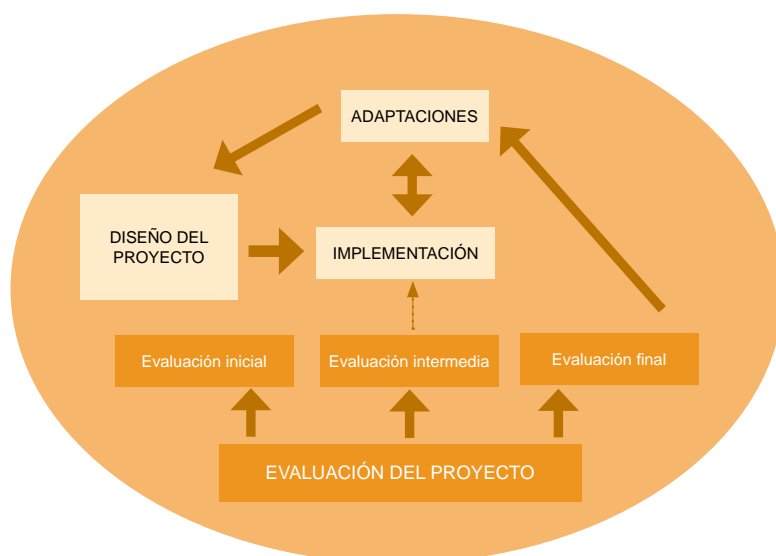 ADAPTACIONES
DISEÑO DEL
PROYECTO
IMPLEMENTACIÓN
Evaluación inicial
Evaluación intermedia
Evaluación final
EVALUACIÓN DEL PROYECTO